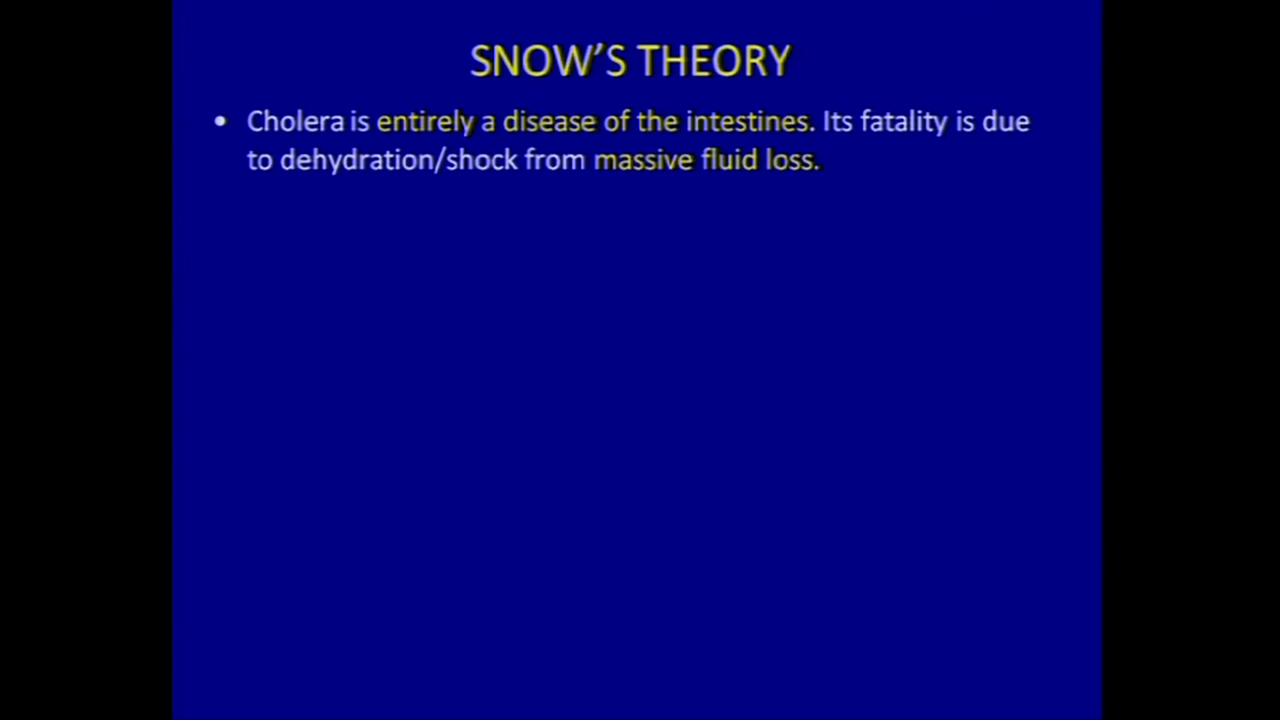 SNOW’S THEORY
• Cholera is entirely a disease of the intestines. Its fatality is due
to dehydration/shock from massive fluid loss.